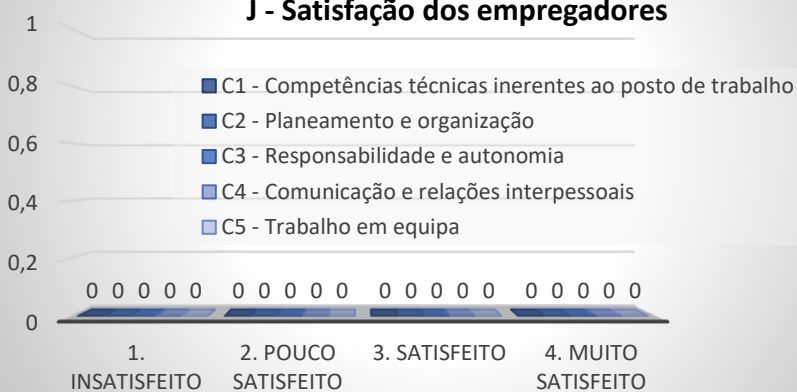 J - Satisfação dos empregadores
1
0,8
0,6
0,4
0,2
0
C1 - Competências técnicas inerentes ao posto de trabalho
C2 - Planeamento e organização
C3 - Responsabilidade e autonomia
C4 - Comunicação e relações interpessoais
C5 - Trabalho em equipa
0 0 0 0 0 0 0 0 0 0 0 0 0 0 0 0 0 0 0 0
1. INSATISFEITO
2. POUCO SATISFEITO
3. SATISFEITO
4. MUITO SATISFEITO